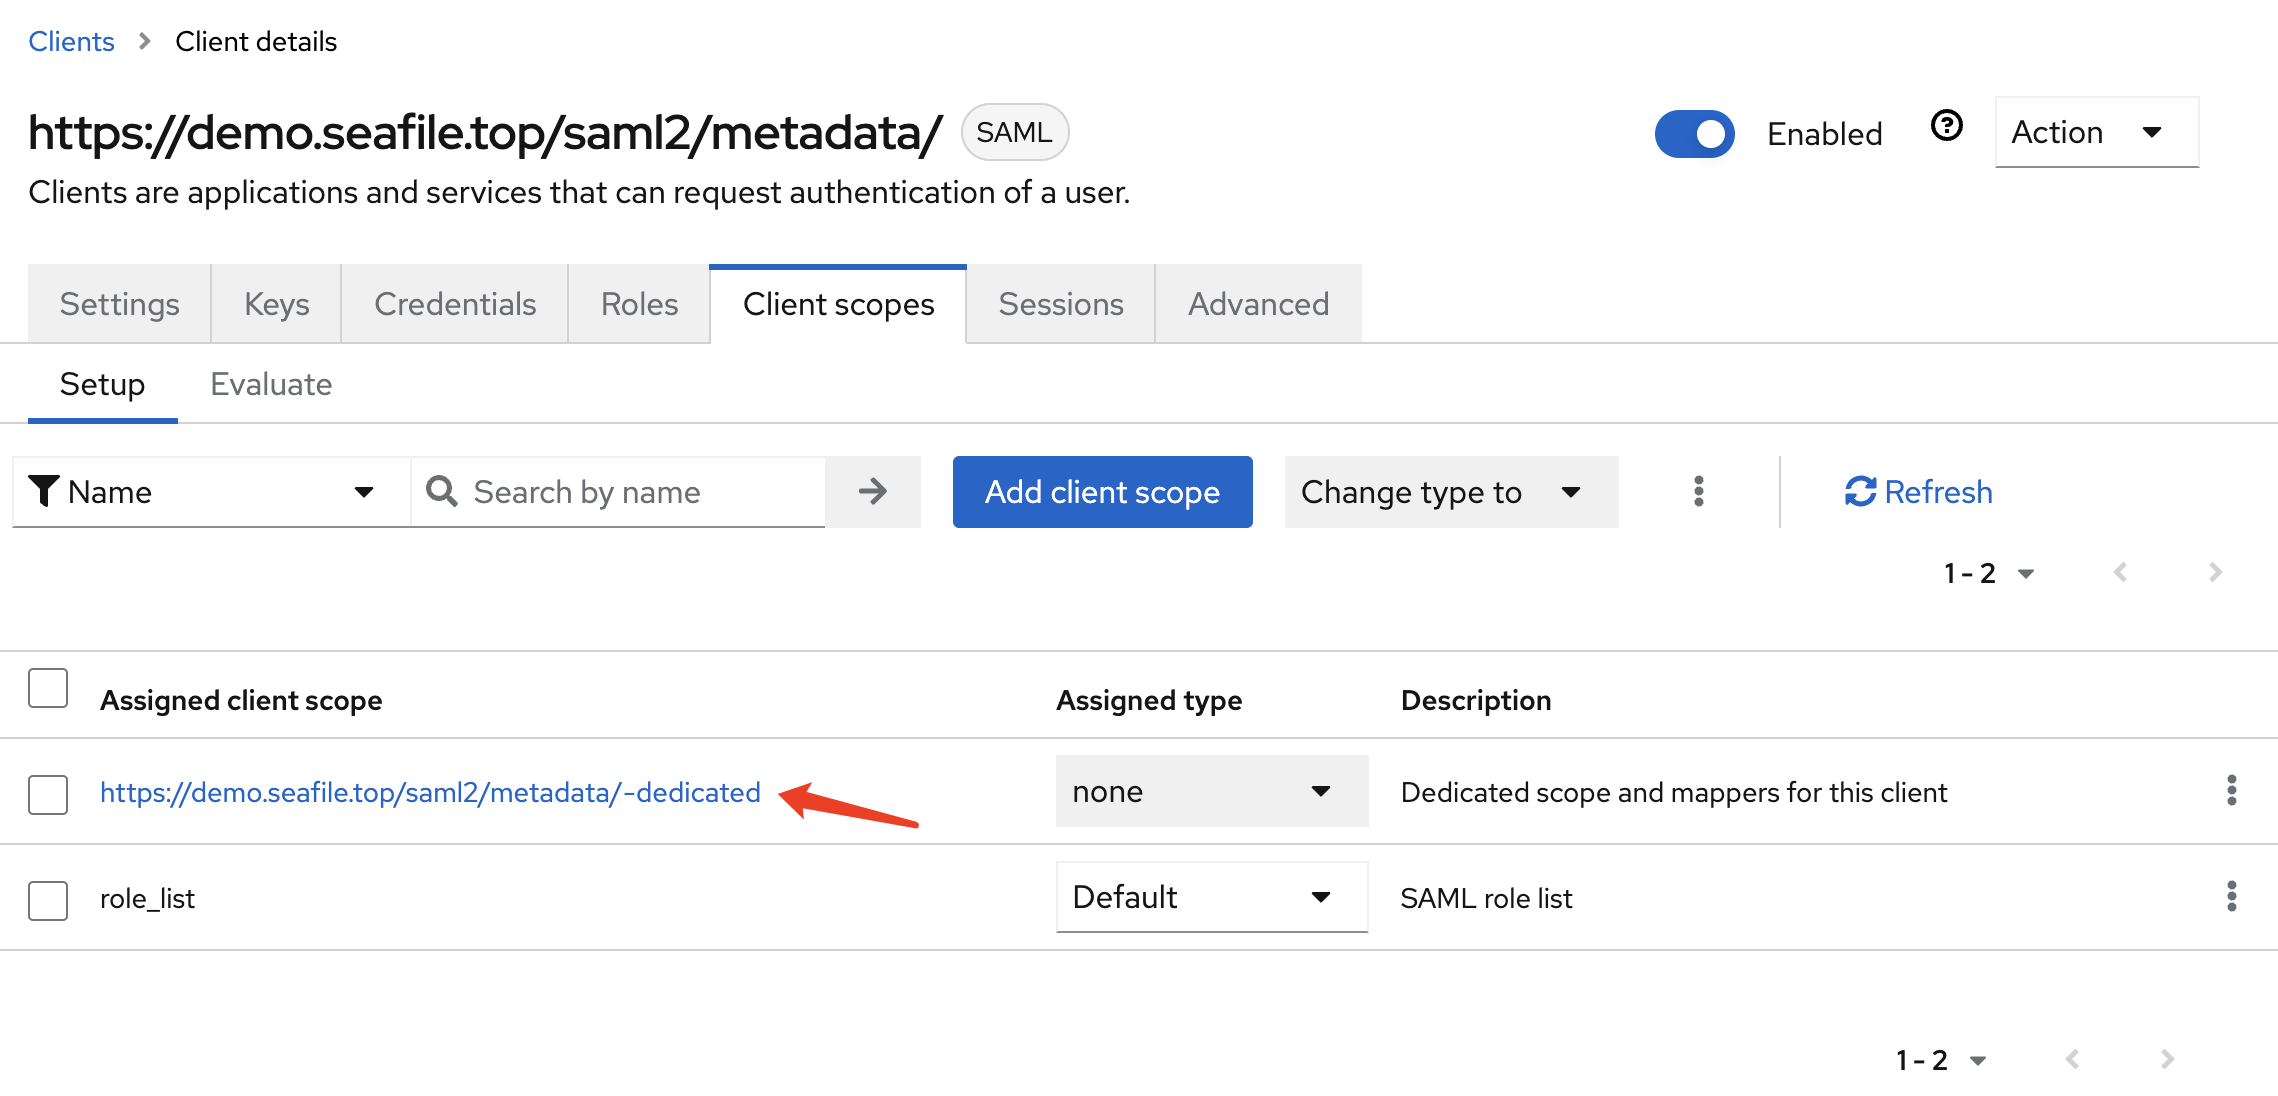 Clients > Client details
https://demo.seafile.top/saml2/metadata/ SAML Enabled Action
Clients are applications and services that can request authentication of a user.
Settings Keys Credentials Roles Client scopes Sessions Advanced
Setup Evaluate
Name Search by name Add client scope Change type to Refresh
1 - 2
Assigned client scope Assigned type Description
https://demo.seafile.top/saml2/metadata/-dedicated none Dedicated scope and mappers for this client
role_list Default SAML role list
1 - 2